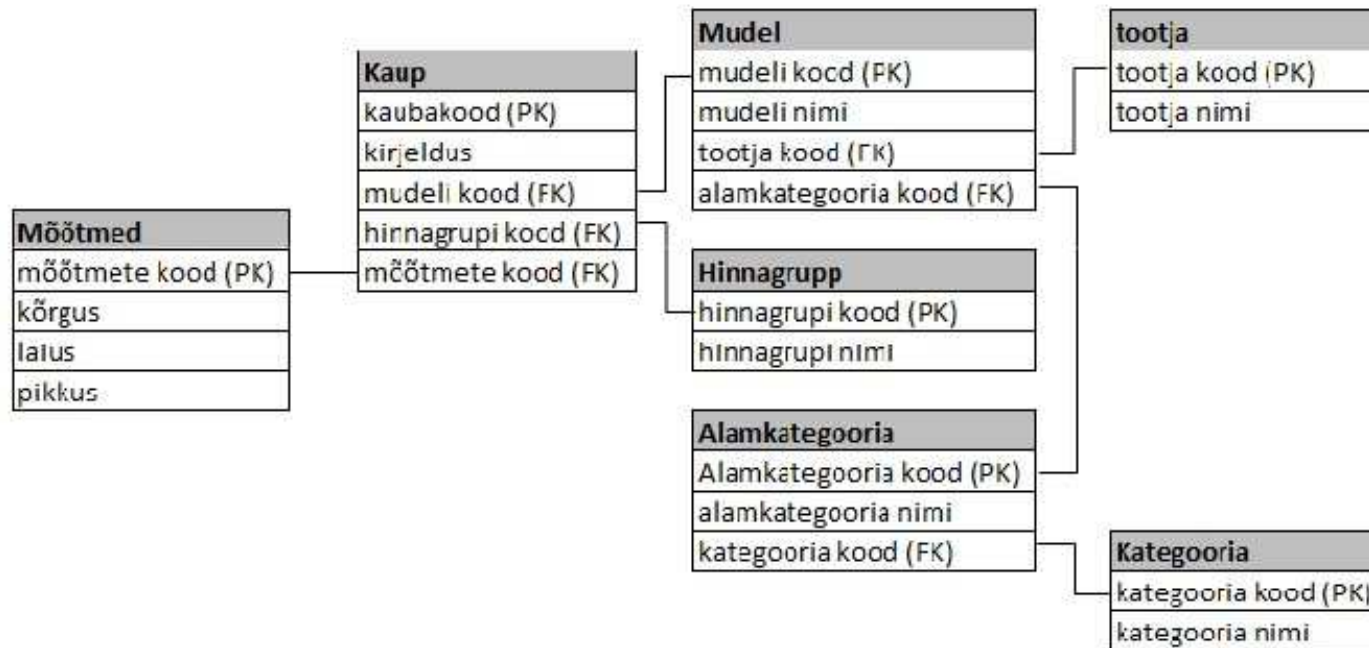 Mõõtmed
mõõtmete kood (PK)
kõrgus
laius
pikkus
Kaup
kaubakood (PK)
kirjeldus
mudeli kood (FK)
hinnagrupi kood (FK)
mõõtmete kood (FK)
Mudel
mudeli kood (FK)
mudeli nimi
tootja kood (FK)
alamkategooria kood (FK)
Hinnagrupp
hinnagrupi kood (PK)
hinnagrupi nimi
Alamkategooria
Alamkategooria kood (PK)
alamkategooria nimi
kategooria kood (FK)
tootja
tootja kood (PK)
tootja nimi
Kategooria
kategooria kood (PK)
kategooria nimi